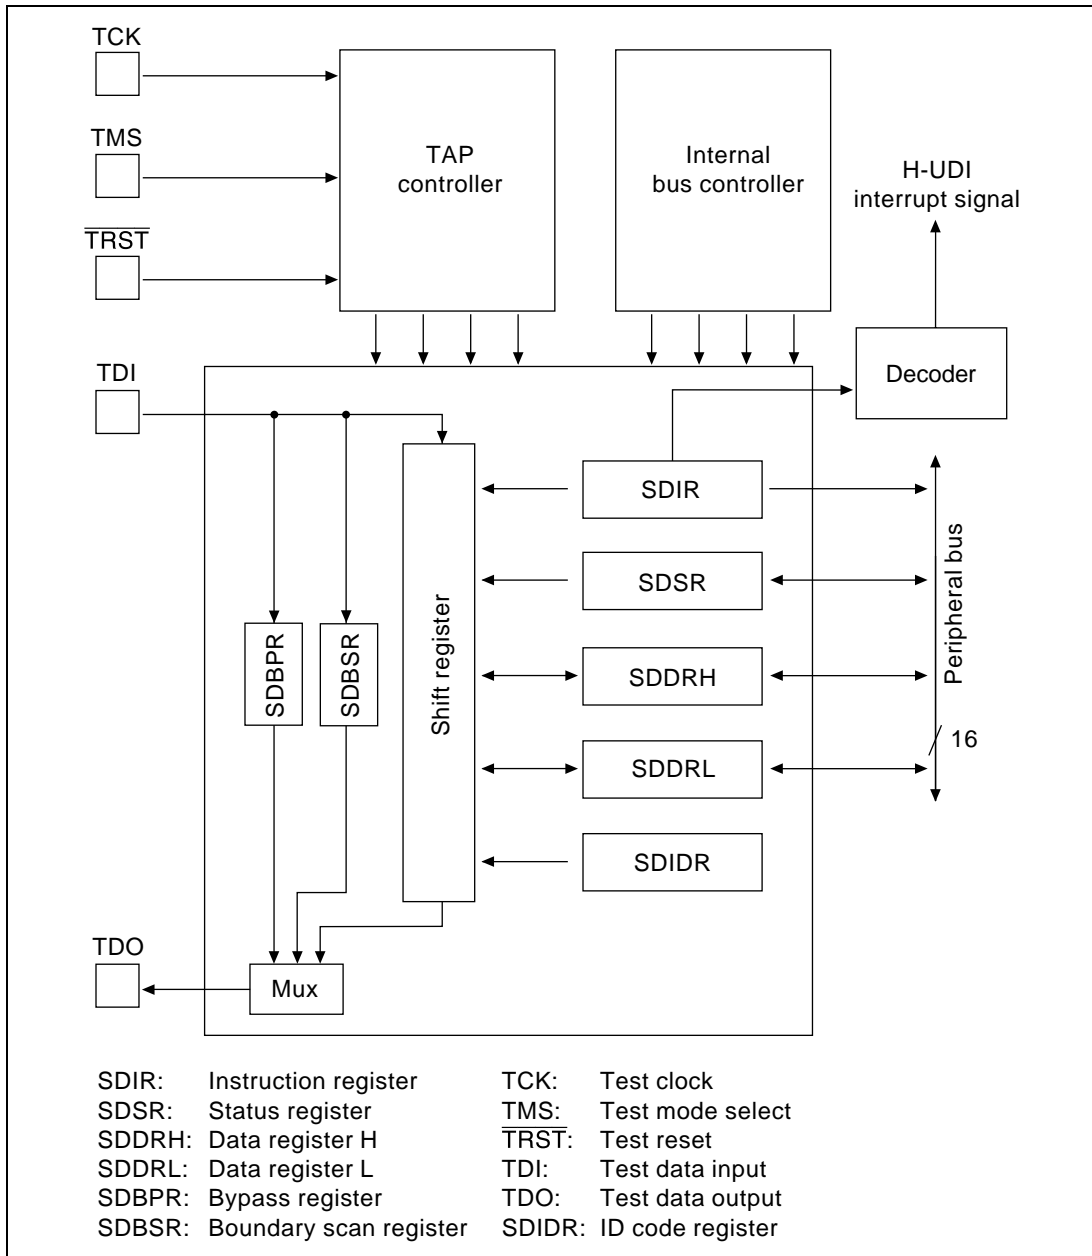 TCK
TMS
TRST
TAP
controller
Internal
bus controller
H-UDI
interrupt signal
TDI
Decoder
SDIR
SDSR
SDDRH
SDDRL
SDIDR
SDBPR
SDBSR
Shift register
Peripheral bus
16
TDO
Mux
SDIR: Instruction register
SDSR: Status register
SDDRH: Data register H
SDDRL: Data register L
SDBPR: Bypass register
SDBSR: Boundary scan register
TCK: Test clock
TMS: Test mode select
TRST: Test reset
TDI: Test data input
TDO: Test data output
SDIDR: ID code register